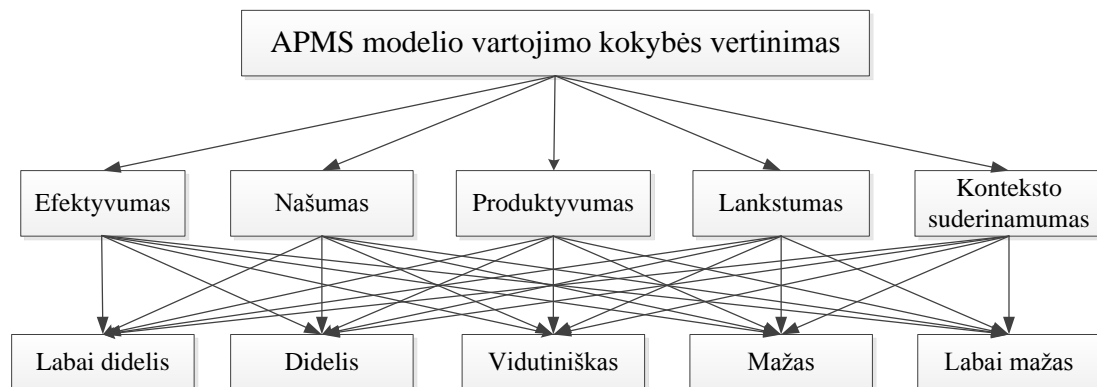 APMS modelio vartojimo kokybės vertinimas
Efektyvumas
Našumas
Produktyvumas
Lankstumas
Konteksto
suderinamumas
Labai didelis
Didelis
Vidutiniškas
Mažas
Labai mažas